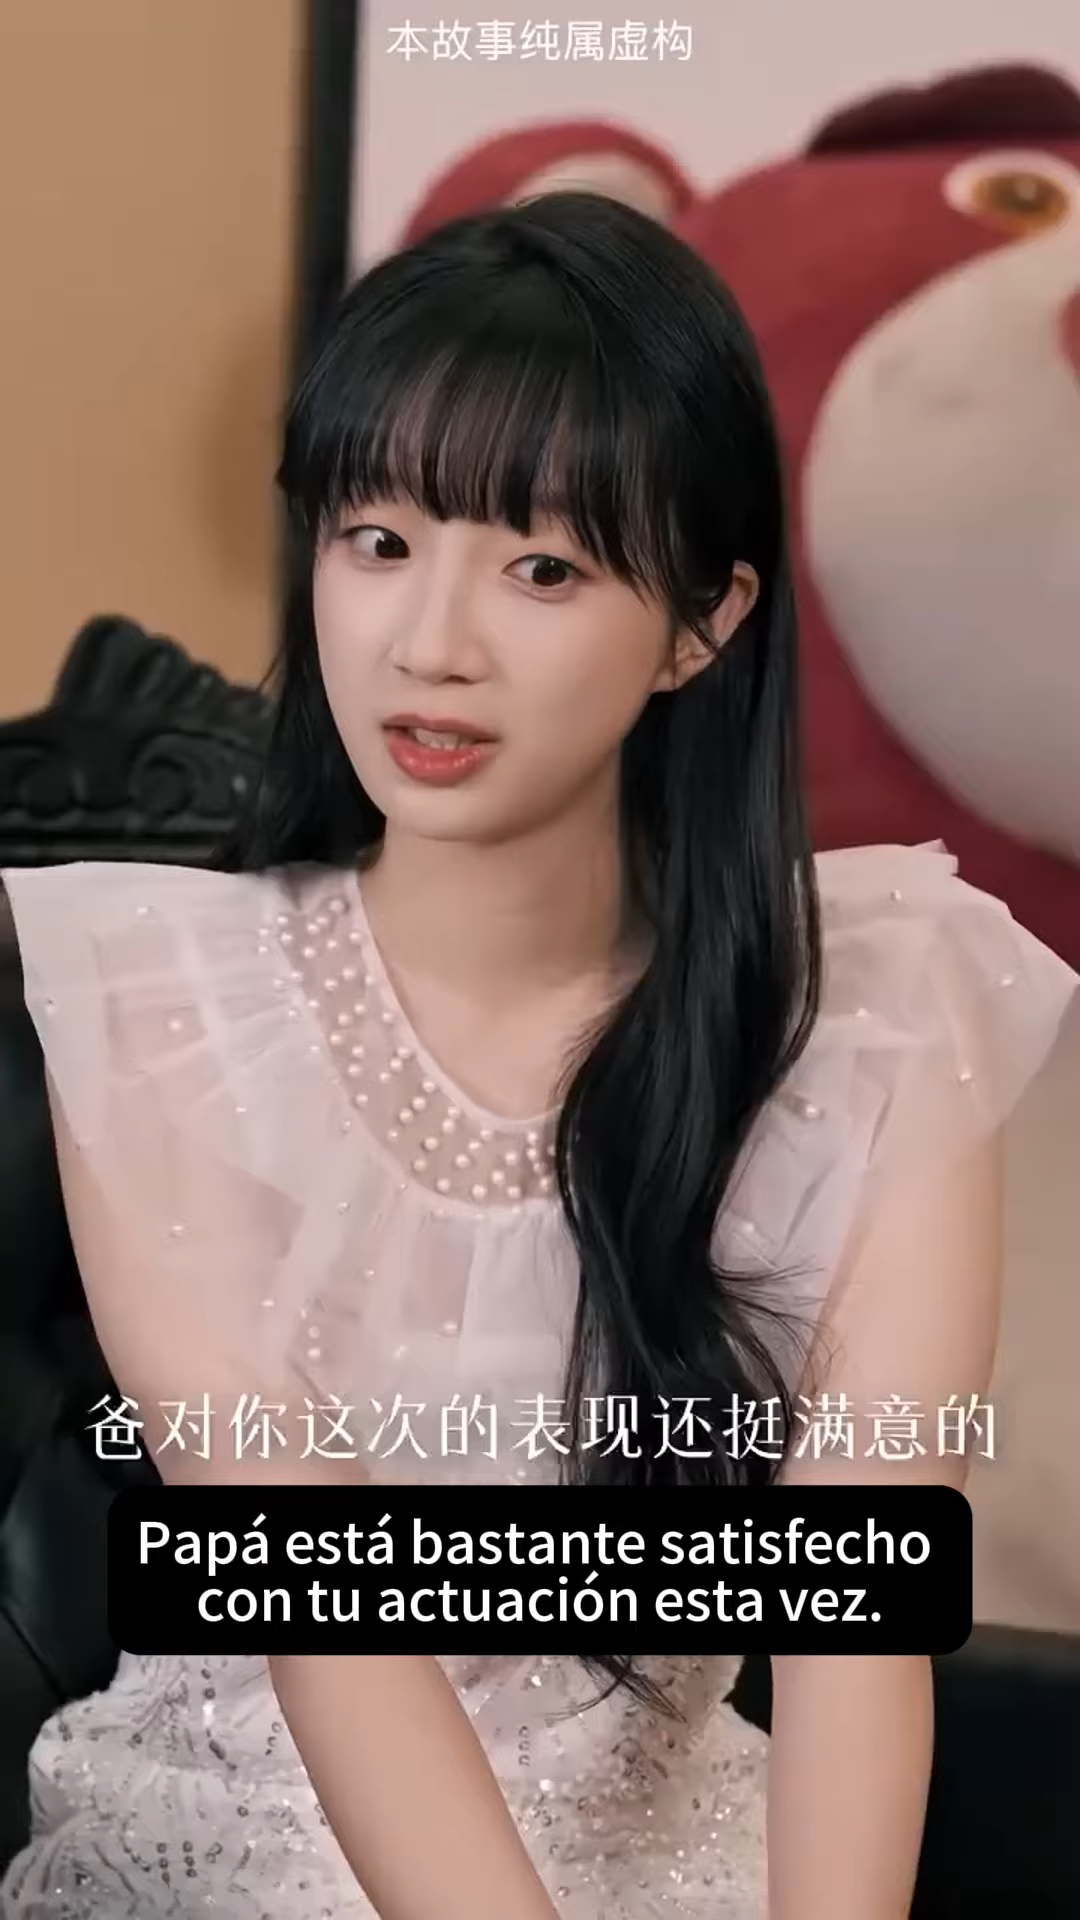 本故事纯属虚构
爸对你这次的表现还挺满意的
Papá está bastante satisfecho
con tu actuación esta vez.